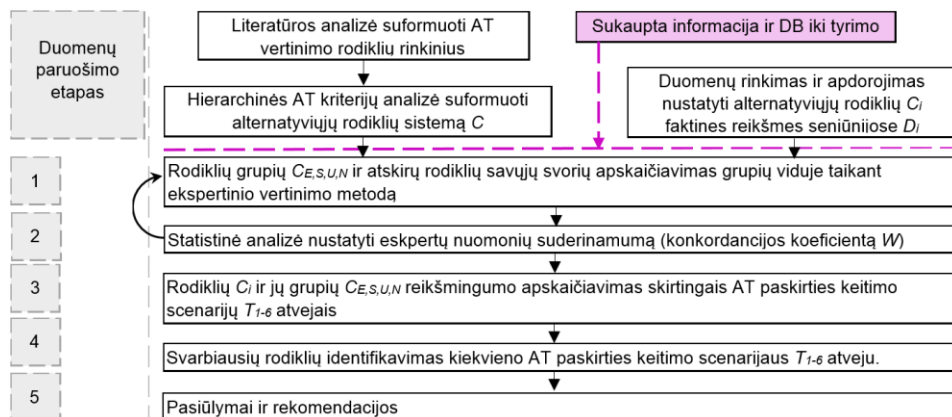 Duomenų
paruošimo
etapas
Literatūros analizė suformuoti AT
vertinimo rodiklių rinkinius
Sukaupta informacija ir DB iki tyrimo
Hierarchinės AT kriterijų analizė suformuoti
alternatyviųjų rodiklių sistemą C
Duomenų rinkimas ir apdorojimas
nustatyti alternatyviųjų rodiklių Ci
faktines reikšmes seniūnijose Di
1
Rodiklių grupių CE,S,U,N ir atskirų rodiklių savųjų svorių apskaičiavimas grupių viduje taikant
ekspertinio vertinimo metodą
2
Statistinė analizė nustatyti eskpertų nuomonių suderinamumą (konkordancijos koeficientą W)
3
Rodiklių Ci ir jų grupių CE,S,U,N reikšmingumo apskaičiavimas skirtingais AT paskirties keitimo
scenarijų T1-6 atvejais
4
Svarbiausių rodiklių identifikavimas kiekvieno AT paskirties keitimo scenarijaus T1-6 atveju.
5
Pasiūlymai ir rekomendacijos